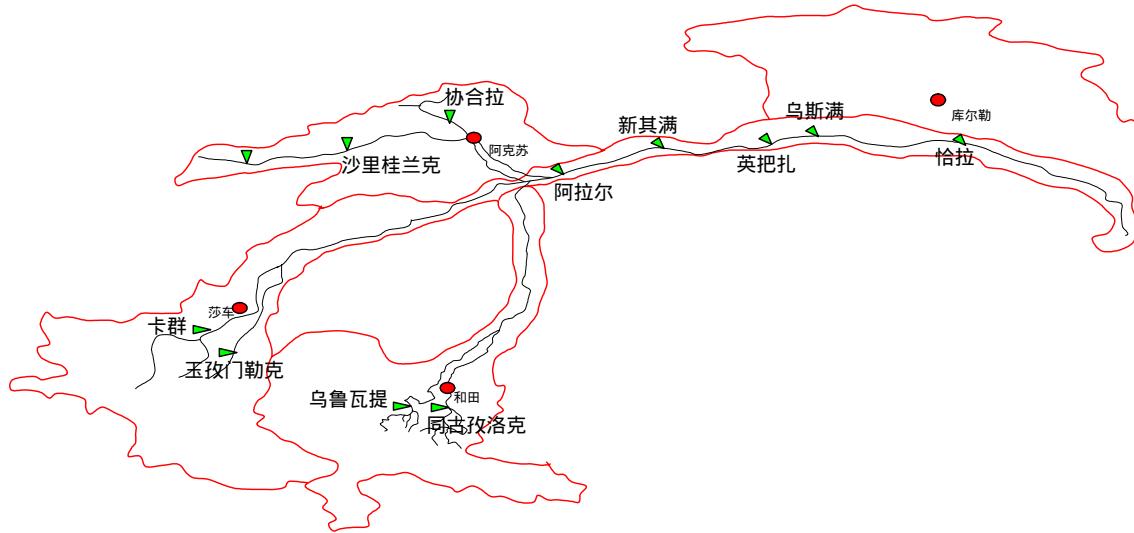 协合拉
乌斯满
库尔勒
新其满
阿克苏
沙里桂兰克
英把扎
恰拉
阿拉尔
莎车
卡群
玉孜门勒克
乌鲁瓦提
和田
同古孜洛克